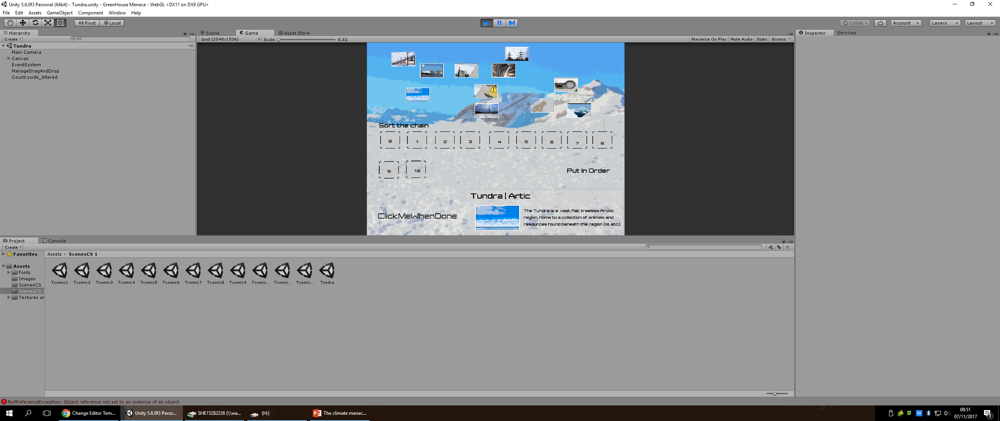 Unity 5.6.0f3 Personal (64bit) - Tundra.unity - GreenHouse Menace - WebGL <DX11 on DX9 GPU>
File Edit Assets GameObject Component Window Help
Pivot Local Collab Account Layers Layout
Hierarchy
Create All
Tundra
Main Camera
Canvas
EventSystem
ManageDragAndDrop
Countryside_Altered
Scene Game Asset Store
Ipad (2048x1536) Scale 0.32: Maximize On Play Mute Audio Stats Gizmos
Sort the chain
0 1 2 3 4 5 6 7 8
9 10
Put In Order
ClickMeWhenDone
Tundra | Artic
The Tundra is a vast, flat, treeless Arctic
region, home to a collection of animals and
resources found beneath the region (oil, etc.).
Inspector Services
Project Console
Create
Favorites
Assets
Fonts
Images
ScenesCS
ScenesCS 1
Textures ar
Assets ScenesCS 1
Tcomic1 Tcomic2 Tcomic3 Tcomic4 Tcomic5 Tcomic6 Tcomic7 Tcomic8 Tcomic9 Tcomic... Tcomic... Tcomic... Tundra
NullReferenceException: Object reference not set to an instance of an object
Change Editor Tem... Unity 5.6.0f3 Perso... SHE15282226 (\\wa... (H:) The climate menac...
08:51
07/11/2017